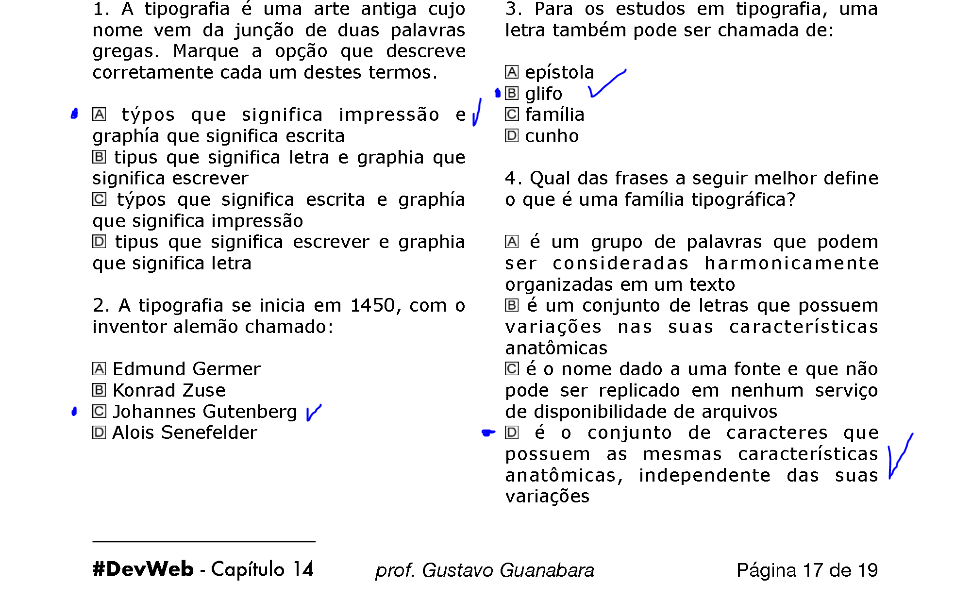 1. A tipografia é uma arte antiga cujo
nome vem da junção de duas palavras
gregas. Marque a opção que descreve
corretamente cada um destes termos.
A týpos que significa impressão e
graphía que significa escrita
B tipus que significa letra e graphia que
significa escrever
C týpos que significa escrita e graphía
que significa impressão
D tipus que significa escrever e graphia
que significa letra
2. A tipografia se inicia em 1450, com o
inventor alemão chamado:
A Edmund Germer
B Konrad Zuse
C Johannes Gutenberg
D Alois Senefelder
3. Para os estudos em tipografia, uma
letra também pode ser chamada de:
A epístola
B glifo
C família
D cunho
4. Qual das frases a seguir melhor define
o que é uma família tipográfica?
A é um grupo de palavras que podem
ser consideradas harmonicamente
organizadas em um texto
B é um conjunto de letras que possuem
variações nas suas características
anatômicas
C é o nome dado a uma fonte e que não
pode ser replicado em nenhum serviço
de disponibilidade de arquivos
D é o conjunto de caracteres que
possuem as mesmas características
anatômicas, independente das suas
variações
#DevWeb - Capítulo 14 prof. Gustavo Guanabara Página 17 de 19